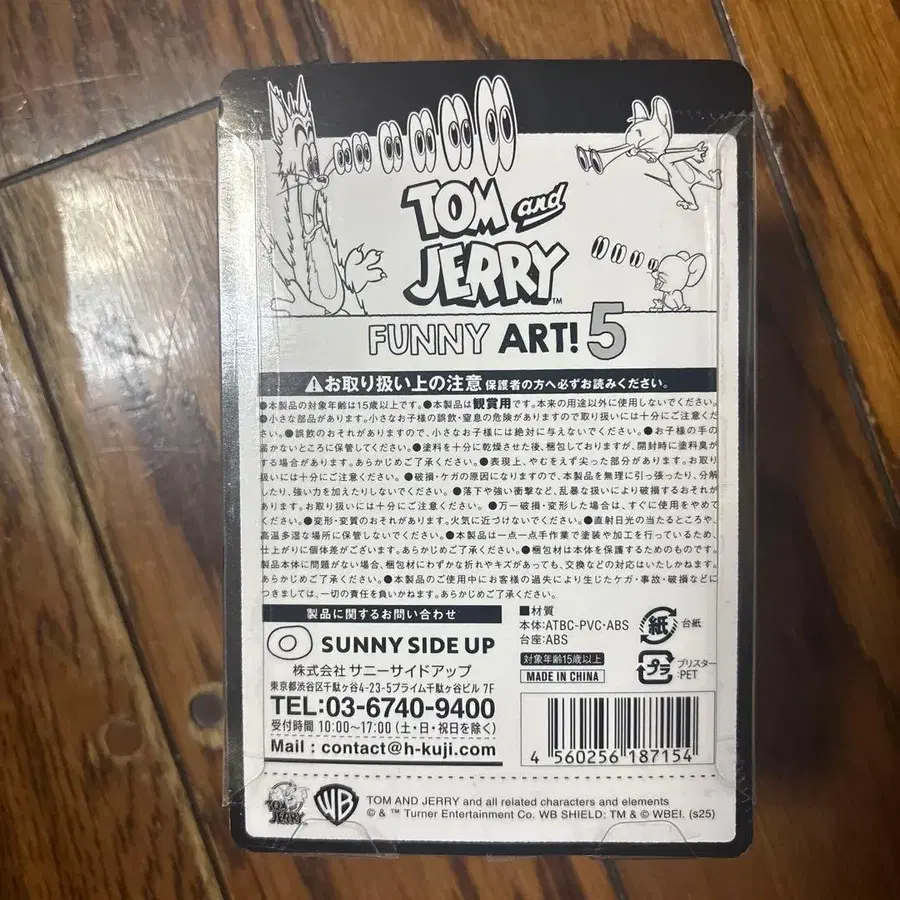 TOM and
JERRY™
FUNNY ART! 5
⚠お取り扱い上の注意 保護者の方へ必ずお読みください。
●本製品の対象年齢は15歳以上です。●本製品は観賞用です。本来の用途以外に使用しないでください。
●小さな部品があります。小さなお子様の誤飲・窒息の危険がありますので取り扱いには十分にご注意くださ
い。●誤飲のおそれがありますので、小さなお子様には絶対に与えないでください。●お子様の手の
届かないところに保管してください。●塗料を十分に乾燥させた後、梱包しておりますが、開封時に塗料臭が
する場合があります。あらかじめご了承ください。●表現上、やむをえず尖った部分があります。お取り
扱いには十分にご注意ください。●破損・ケガの原因になりますので、本製品を無理に引っ張ったり、分解
したり、強い力を加えたりしないでください。●落下や強い衝撃など、乱暴な扱いにより破損するおそれが
あります。お取り扱いには十分にご注意ください。●万一破損・変形した場合は、すぐに使用をやめ
てください。●変形・変質のおそれがあります。火気に近づけないでください。●直射日光の当たるところや、
高温多湿な場所に保管しないでください。●本製品は一点一点手作業で塗装や加工を行っているため、
仕上がりに個体差がございます。あらかじめご了承ください。●梱包材は本体を保護するためのものです。
製品本体に問題がない場合、梱包材にわずかな折れやキズがあっても、交換などの対応はいたしかねます。
あらかじめご了承ください。●本製品のご使用中にお客様の過失により生じたケガ・事故・破損などに
つきましては、一切の責任を負いかねます。あらかじめご了承ください。
製品に関するお問い合わせ
SUNNY SIDE UP
株式会社 サニーサイドアップ
東京都渋谷区千駄ヶ谷4-23-5プライム千駄ヶ谷ビル 7F
TEL:03-6740-9400
受付時間 10:00〜17:00(土・日・祝日を除く)
Mail : contact@h-kuji.com
■材質
本体:ATBC-PVC・ABS
台座:ABS
対象年齢15歳以上
MADE IN CHINA
紙
台紙
プラ
ブリスター
:PET
4 560256 187154
TOM and JERRY
WB
TOM AND JERRY and all related characters and elements
© & ™ Turner Entertainment Co. WB SHIELD: TM & © WBEI. (s25)